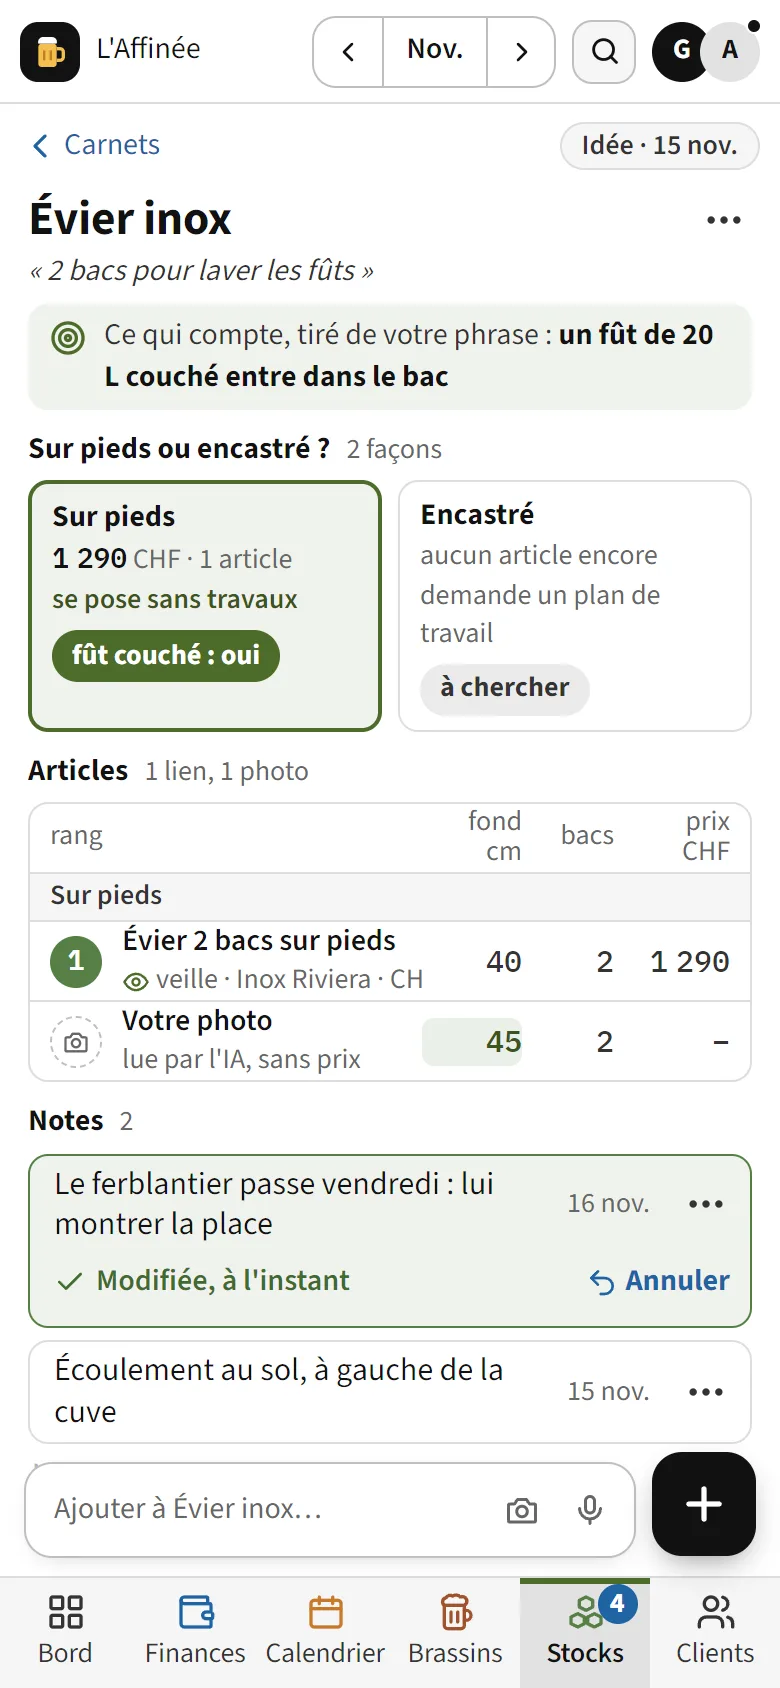 L'Affinée
Nov.
G
A
Carnets
Idée · 15 nov.
Évier inox
« 2 bacs pour laver les fûts »
Ce qui compte, tiré de votre phrase : un fût de 20
L couché entre dans le bac
Sur pieds ou encastré ? 2 façons
Sur pieds
1 290 CHF · 1 article
se pose sans travaux
fût couché : oui
Encastré
aucun article encore
demande un plan de
travail
à chercher
Articles 1 lien, 1 photo
rang
fond
cm
bacs
prix
CHF
Sur pieds
1
Évier 2 bacs sur pieds
veille · Inox Riviera · CH
40
2
1 290
Votre photo
lue par l'IA, sans prix
45
2
–
Notes 2
Le ferblantier passe vendredi : lui
montrer la place
16 nov.
Modifiée, à l'instant
Annuler
Écoulement au sol, à gauche de la
cuve
15 nov.
Ajouter à Évier inox…
Bord
Finances
Calendrier
Brassins
4
Stocks
Clients